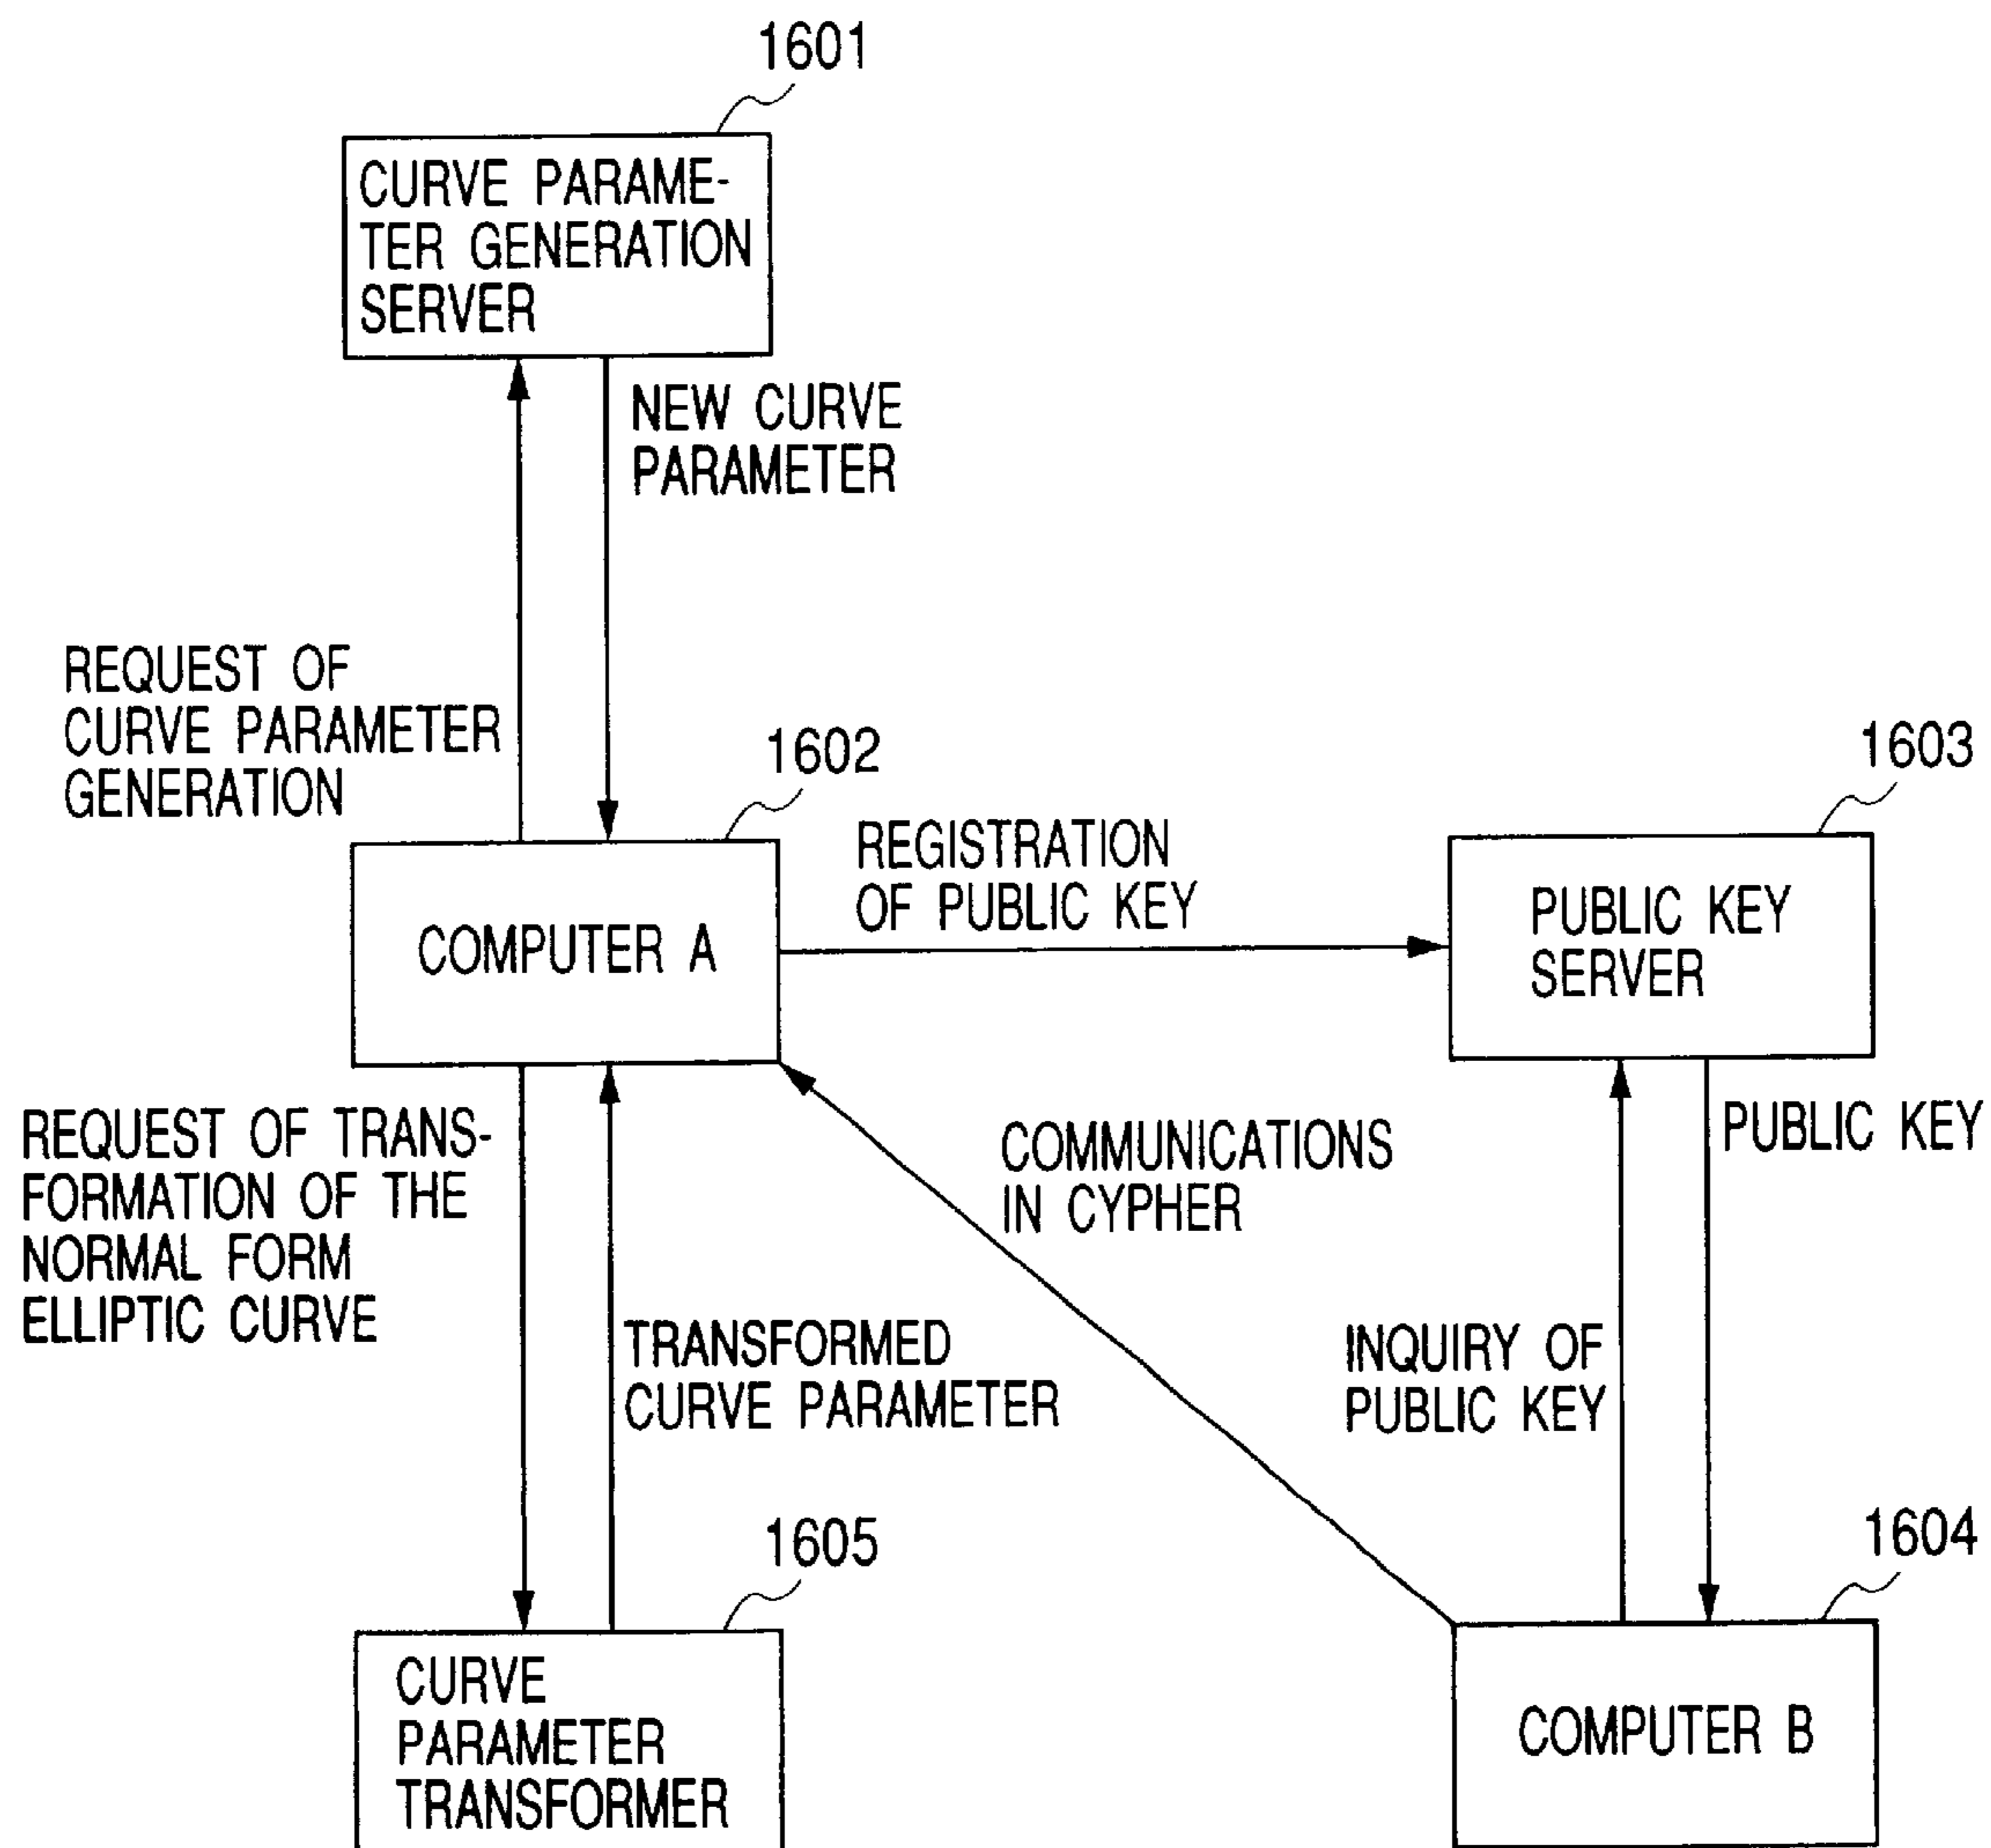 1601
CURVE PARAME-
TER GENERATION
SERVER
NEW CURVE
PARAMETER
REQUEST OF
CURVE PARAMETER
GENERATION
1602
COMPUTER A
REGISTRATION
OF PUBLIC KEY
1603
PUBLIC KEY
SERVER
REQUEST OF TRANS-
FORMATION OF THE
NORMAL FORM
ELLIPTIC CURVE
TRANSFORMED
CURVE PARAMETER
COMMUNICATIONS
IN CYPHER
INQUIRY OF
PUBLIC KEY
PUBLIC KEY
1605
CURVE
PARAMETER
TRANSFORMER
1604
COMPUTER B